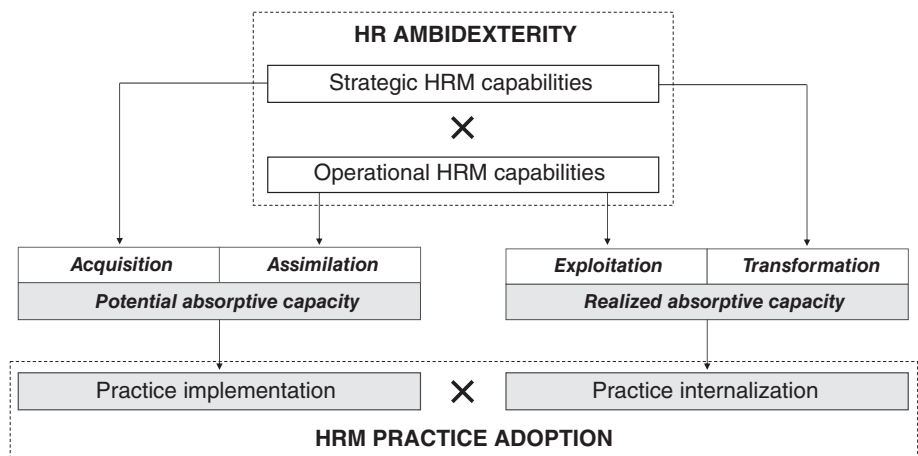 HR AMBIDEXTERITY
Strategic HRM capabilities
×
Operational HRM capabilities
Acquisition
Assimilation
Exploitation
Transformation
Potential absorptive capacity
Realized absorptive capacity
Practice implementation
×
Practice internalization
HRM PRACTICE ADOPTION